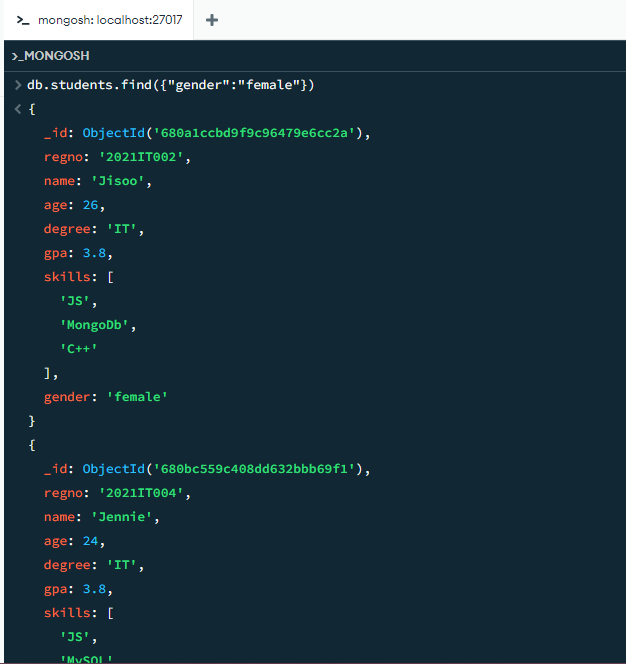 >_ mongosh: localhost:27017 +
>_MONGOSH
> db.students.find({"gender":"female"})
< {
_id: ObjectId('680a1ccbd9f9c96479e6cc2a'),
regno: '2021IT002',
name: 'Jisoo',
age: 26,
degree: 'IT',
gpa: 3.8,
skills: [
'JS',
'MongoDb',
'C++'
],
gender: 'female'
}
{
_id: ObjectId('680bc559c408dd632bbb69f1'),
regno: '2021IT004',
name: 'Jennie',
age: 24,
degree: 'IT',
gpa: 3.8,
skills: [
'JS',
'MySQL'